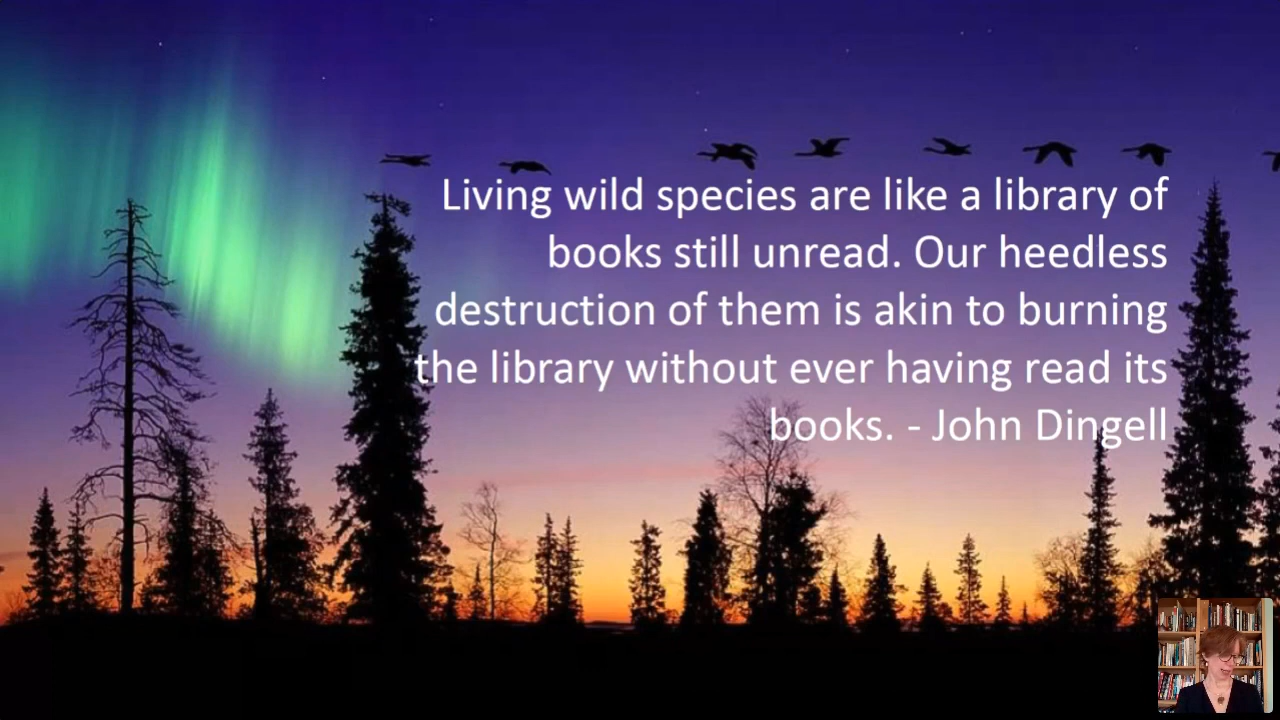 Living wild species are like a library of
books still unread. Our heedless
destruction of them is akin to burning
the library without ever having read its
books. - John Dingell